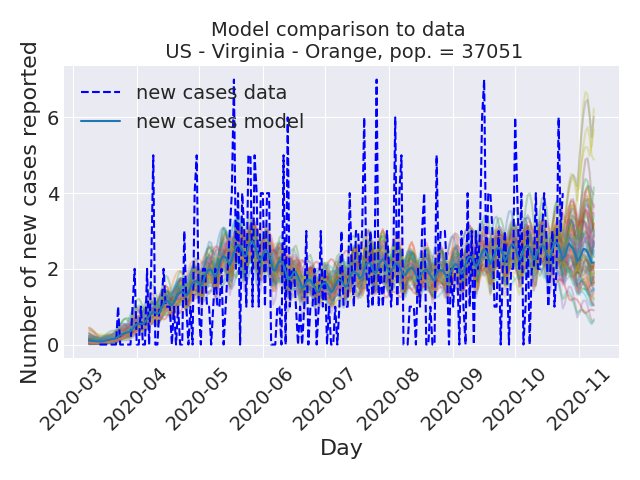 Model comparison to data
US - Virginia - Orange, pop. = 37051
Number of new cases reported
6
4
2
0
new cases data
new cases model
2020-03
2020-04
2020-05
2020-06
2020-07
2020-08
2020-09
2020-10
2020-11
Day